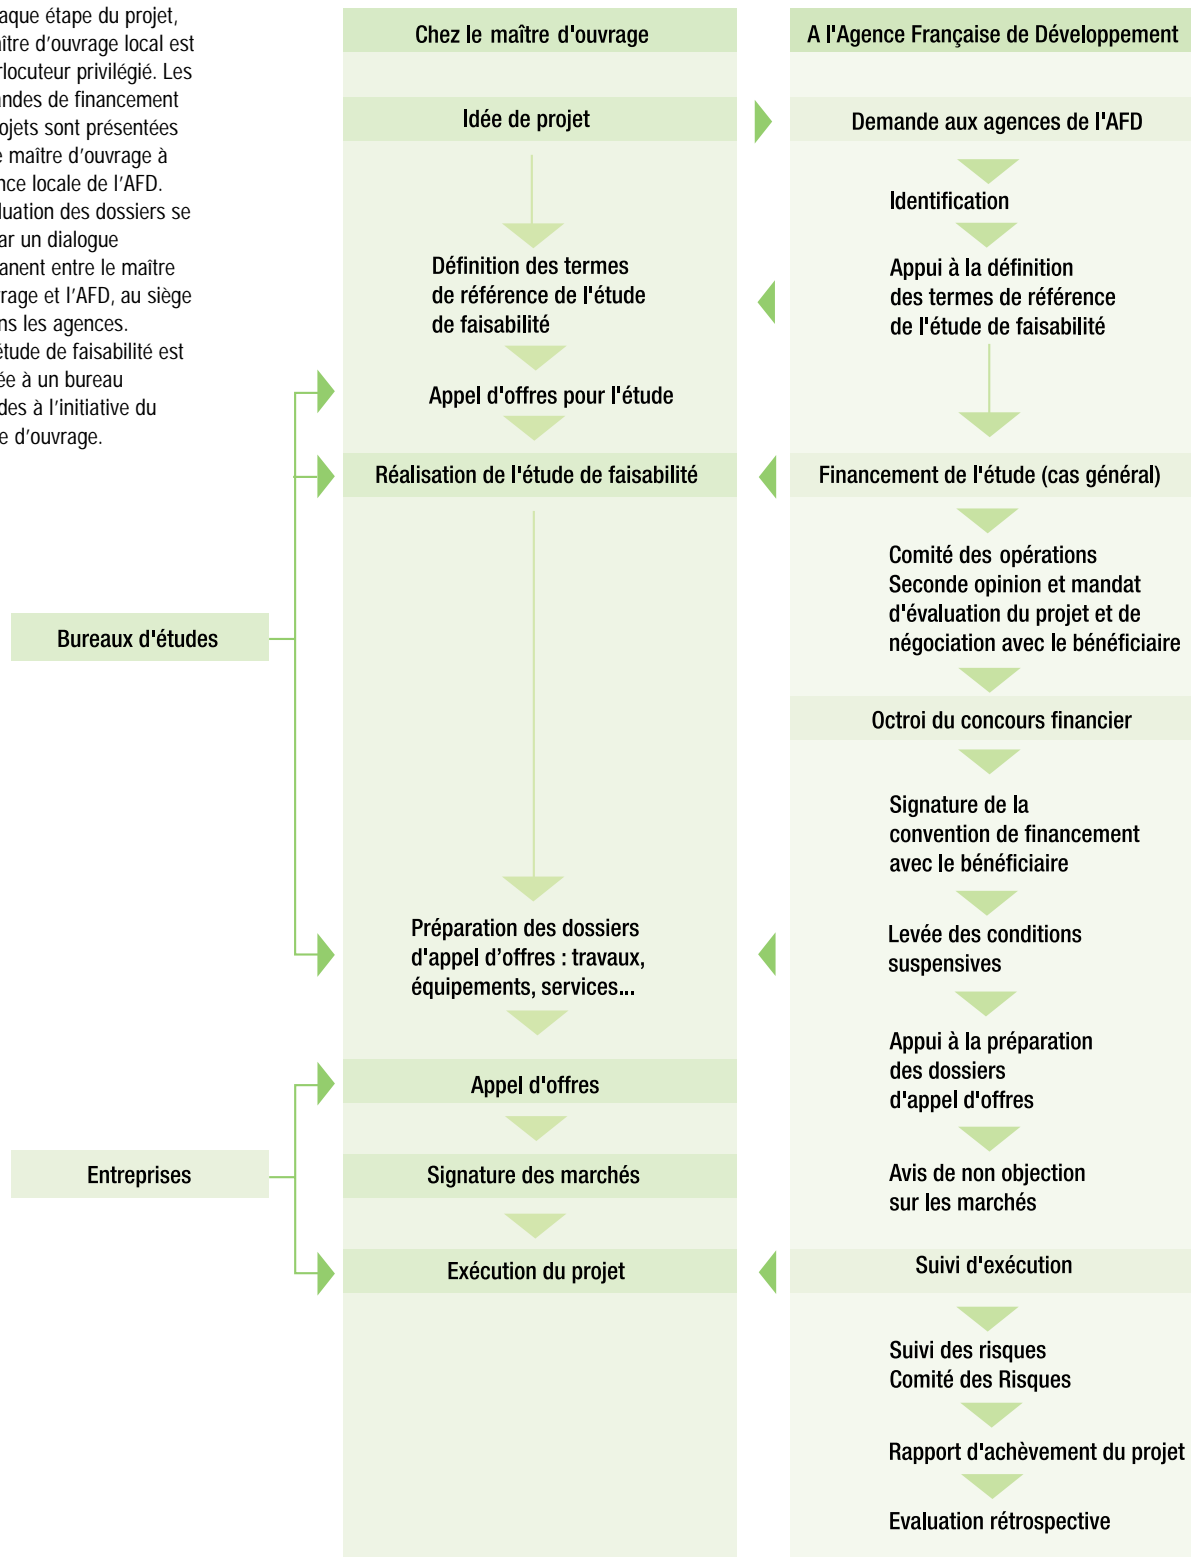 aque étape du projet,
aître d’ouvrage local est
rlocuteur privilégié. Les
andes de financement
ojets sont présentées
e maître d’ouvrage à
nce locale de l’AFD.
luation des dossiers se
ar un dialogue
anent entre le maître
vrage et l’AFD, au siège
ns les agences.
étude de faisabilité est
ée à un bureau
des à l’initiative du
e d’ouvrage.
Bureaux d'études
Entreprises
Chez le maître d'ouvrage
Idée de projet
Définition des termes
de référence de l'étude
de faisabilité
Appel d'offres pour l'étude
Réalisation de l'étude de faisabilité
Préparation des dossiers
d'appel d’offres : travaux,
équipements, services...
Appel d'offres
Signature des marchés
Exécution du projet
A l'Agence Française de Développement
Demande aux agences de l'AFD
Identification
Appui à la définition
des termes de référence
de l'étude de faisabilité
Financement de l'étude (cas général)
Comité des opérations
Seconde opinion et mandat
d'évaluation du projet et de
négociation avec le bénéficiaire
Octroi du concours financier
Signature de la
convention de financement
avec le bénéficiaire
Levée des conditions
suspensives
Appui à la préparation
des dossiers
d'appel d'offres
Avis de non objection
sur les marchés
Suivi d'exécution
Suivi des risques
Comité des Risques
Rapport d'achèvement du projet
Evaluation rétrospective